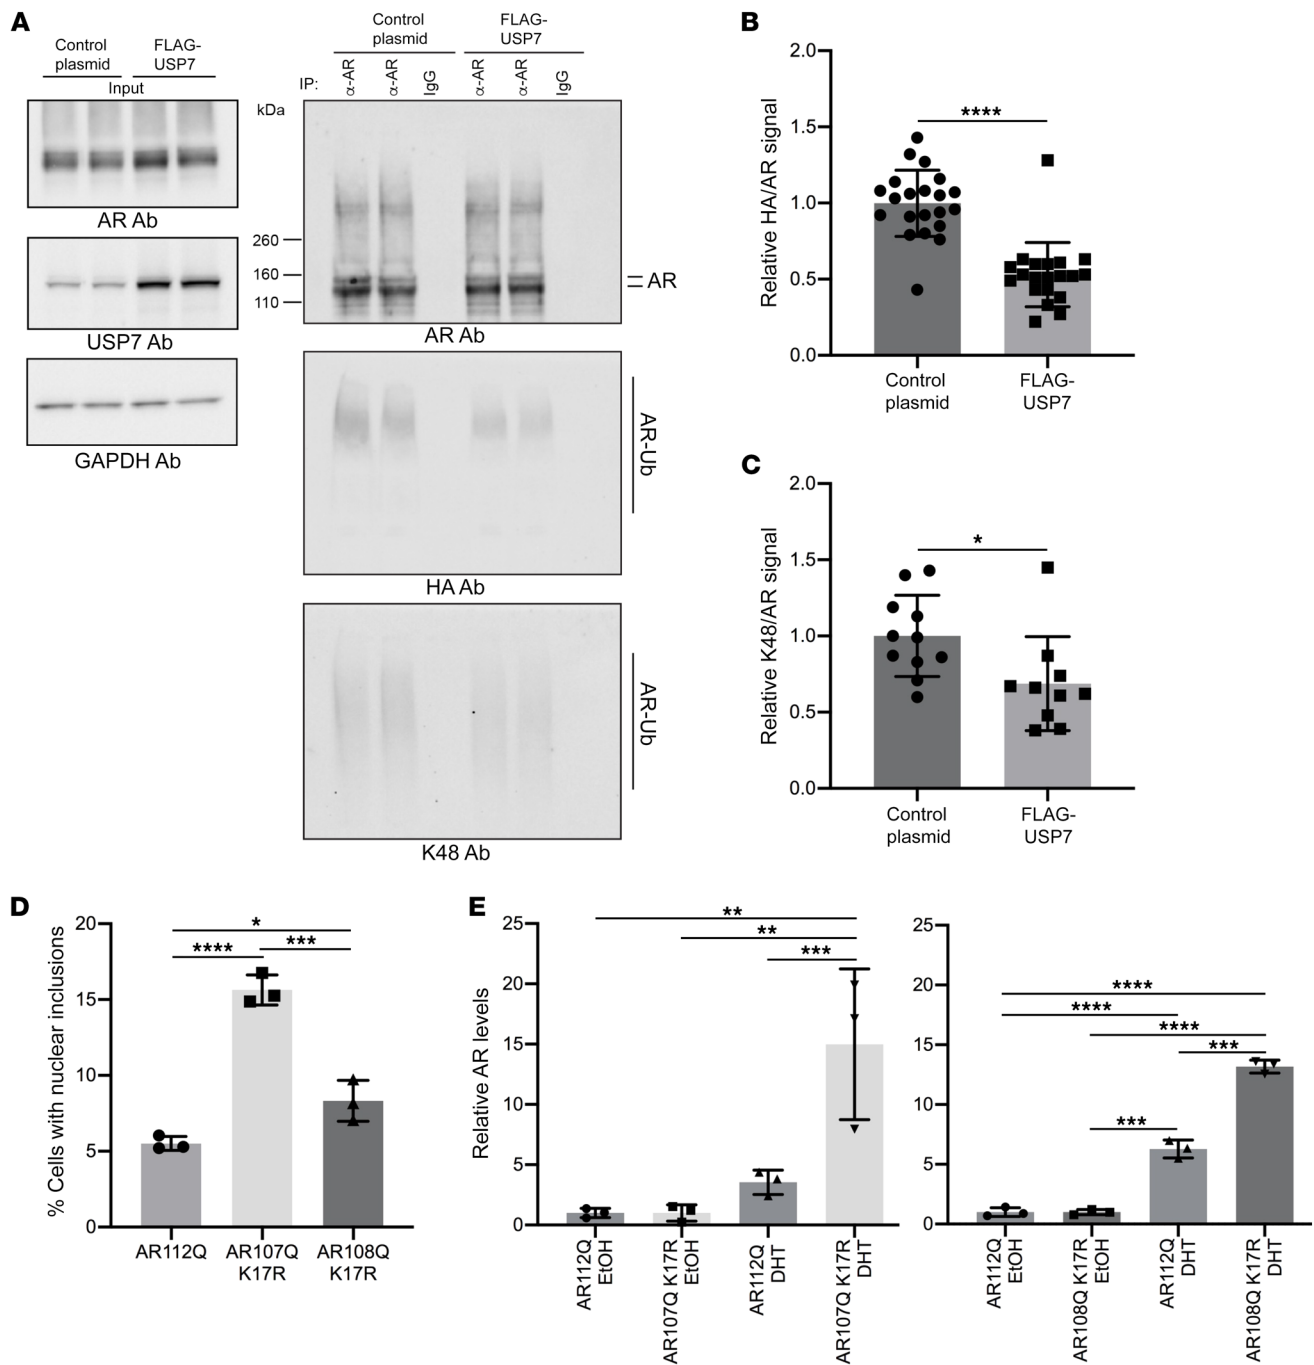 A
Control
plasmid
FLAG-
USP7
Input
AR Ab
USP7 Ab
GAPDH Ab
Control
plasmid
FLAG-
USP7
IP:
α-AR
α-AR
IgG
α-AR
α-AR
IgG
kDa
260
160
110
AR
AR Ab
AR-Ub
HA Ab
AR-Ub
K48 Ab
B
Relative HA/AR signal
2.0
1.5
1.0
0.5
0.0
****
Control
plasmid
FLAG-
USP7
C
Relative K48/AR signal
2.0
1.5
1.0
0.5
0.0
*
Control
plasmid
FLAG-
USP7
D
% Cells with nuclear inclusions
20
15
10
5
0
*
****
***
AR112Q
AR107Q
K17R
AR108Q
K17R
E
Relative AR levels
25
20
15
10
5
0
**
**
***
AR112Q
EtOH
AR107Q K17R
EtOH
AR112Q
DHT
AR107Q K17R
DHT
25
20
15
10
5
0
****
****
****
***
***
AR112Q
EtOH
AR108Q K17R
EtOH
AR112Q
DHT
AR108Q K17R
DHT